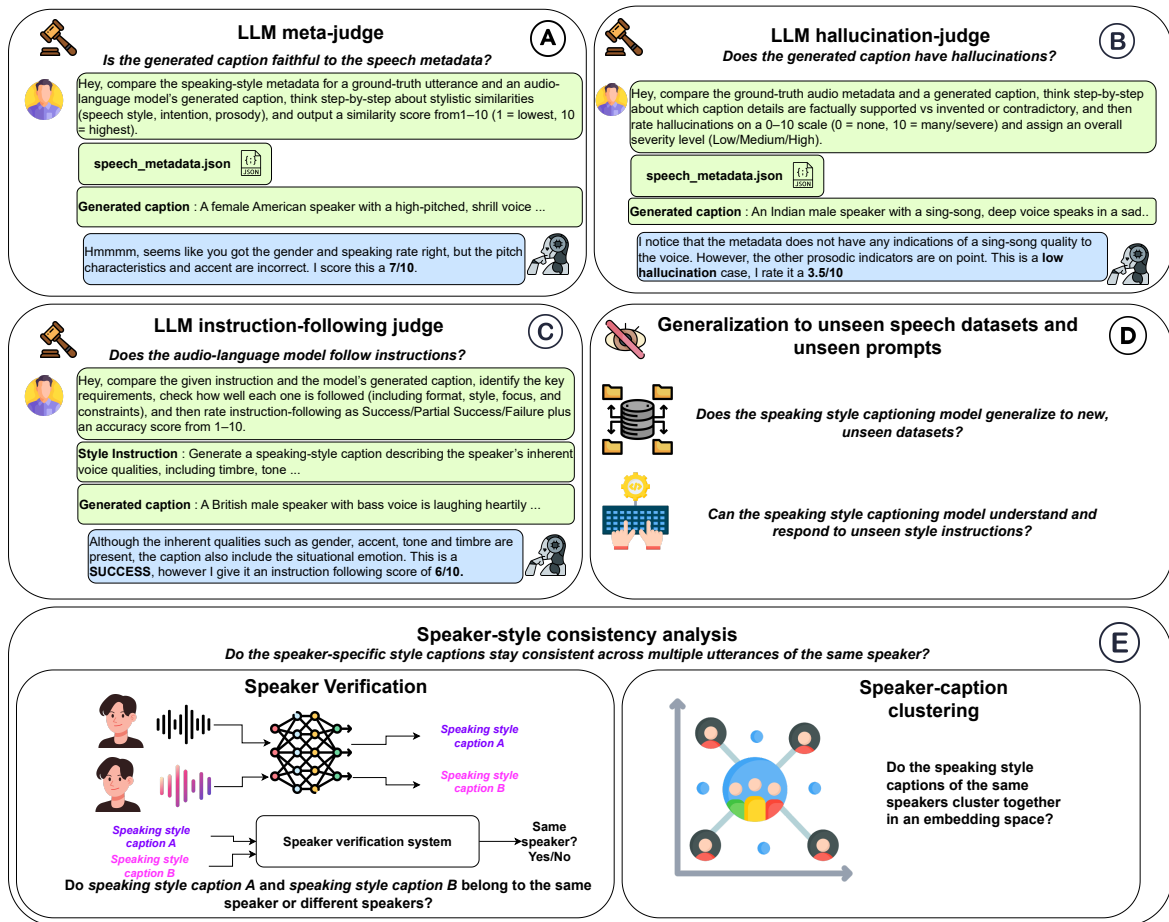 LLM meta-judge
A
Is the generated caption faithful to the speech metadata?
Hey, compare the speaking-style metadata for a ground-truth utterance and an audio-
language model's generated caption, think step-by-step about stylistic similarities
(speech style, intention, prosody), and output a similarity score from1–10 (1 = lowest, 10
= highest).
speech_metadata.json
{;}
JSON
Generated caption : A female American speaker with a high-pitched, shrill voice ...
Hmmmm, seems like you got the gender and speaking rate right, but the pitch
characteristics and accent are incorrect. I score this a 7/10.
LLM hallucination-judge
B
Does the generated caption have hallucinations?
Hey, compare the ground-truth audio metadata and a generated caption, think step-by-step
about which caption details are factually supported vs invented or contradictory, and then
rate hallucinations on a 0–10 scale (0 = none, 10 = many/severe) and assign an overall
severity level (Low/Medium/High).
speech_metadata.json
{;}
JSON
Generated caption : An Indian male speaker with a sing-song, deep voice speaks in a sad..
I notice that the metadata does not have any indications of a sing-song quality to
the voice. However, the other prosodic indicators are on point. This is a low
hallucination case, I rate it a 3.5/10
LLM instruction-following judge
C
Does the audio-language model follow instructions?
Hey, compare the given instruction and the model's generated caption, identify the key
requirements, check how well each one is followed (including format, style, focus, and
constraints), and then rate instruction-following as Success/Partial Success/Failure plus
an accuracy score from 1–10.
Style Instruction : Generate a speaking-style caption describing the speaker's inherent
voice qualities, including timbre, tone ...
Generated caption : A British male speaker with bass voice is laughing heartily ...
Although the inherent qualities such as gender, accent, tone and timbre are
present, the caption also include the situational emotion. This is a
SUCCESS, however I give it an instruction following score of 6/10.
Generalization to unseen speech datasets and
unseen prompts
D
Does the speaking style captioning model generalize to new,
unseen datasets?
Can the speaking style captioning model understand and
respond to unseen style instructions?
Speaker-style consistency analysis
E
Do the speaker-specific style captions stay consistent across multiple utterances of the same speaker?
Speaker Verification
Speaking style
caption A
Speaking style
caption B
Speaking style
caption A
Speaking style
caption B
Speaker verification system
Same
speaker?
Yes/No
Do speaking style caption A and speaking style caption B belong to the same
speaker or different speakers?
Speaker-caption
clustering
Do the speaking style
captions of the same
speakers cluster together
in an embedding space?